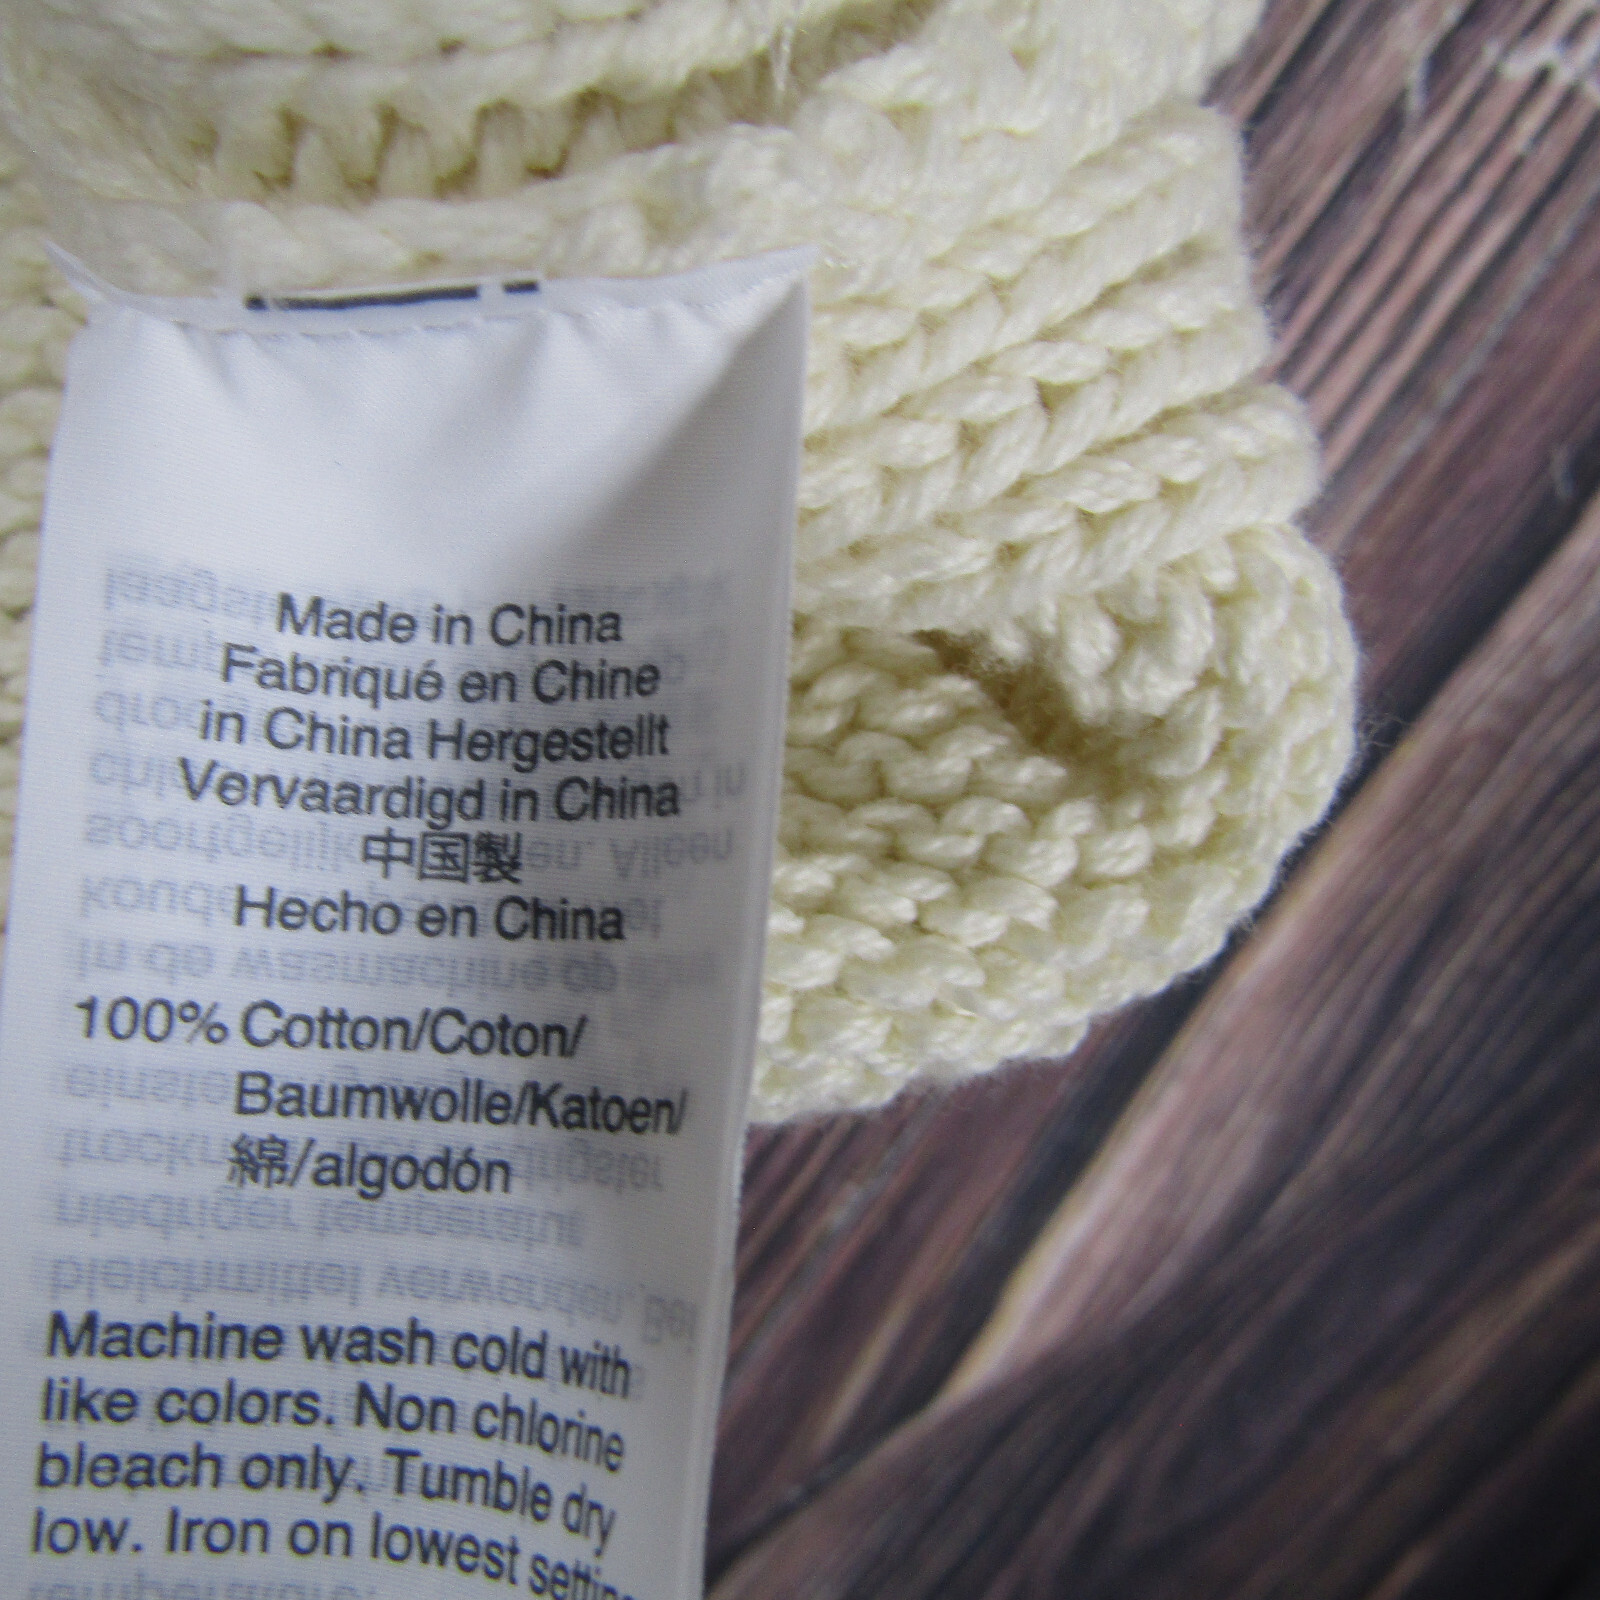 Made in China
Fabriqué en Chine
in China Hergestellt
Vervaardigd in China
中国製
Hecho en China
100% Cotton/Coton/
Baumwolle/Katoen/
綿/algodón
Machine wash cold with
like colors. Non chlorine
bleach only. Tumble dry
low. Iron on lowest